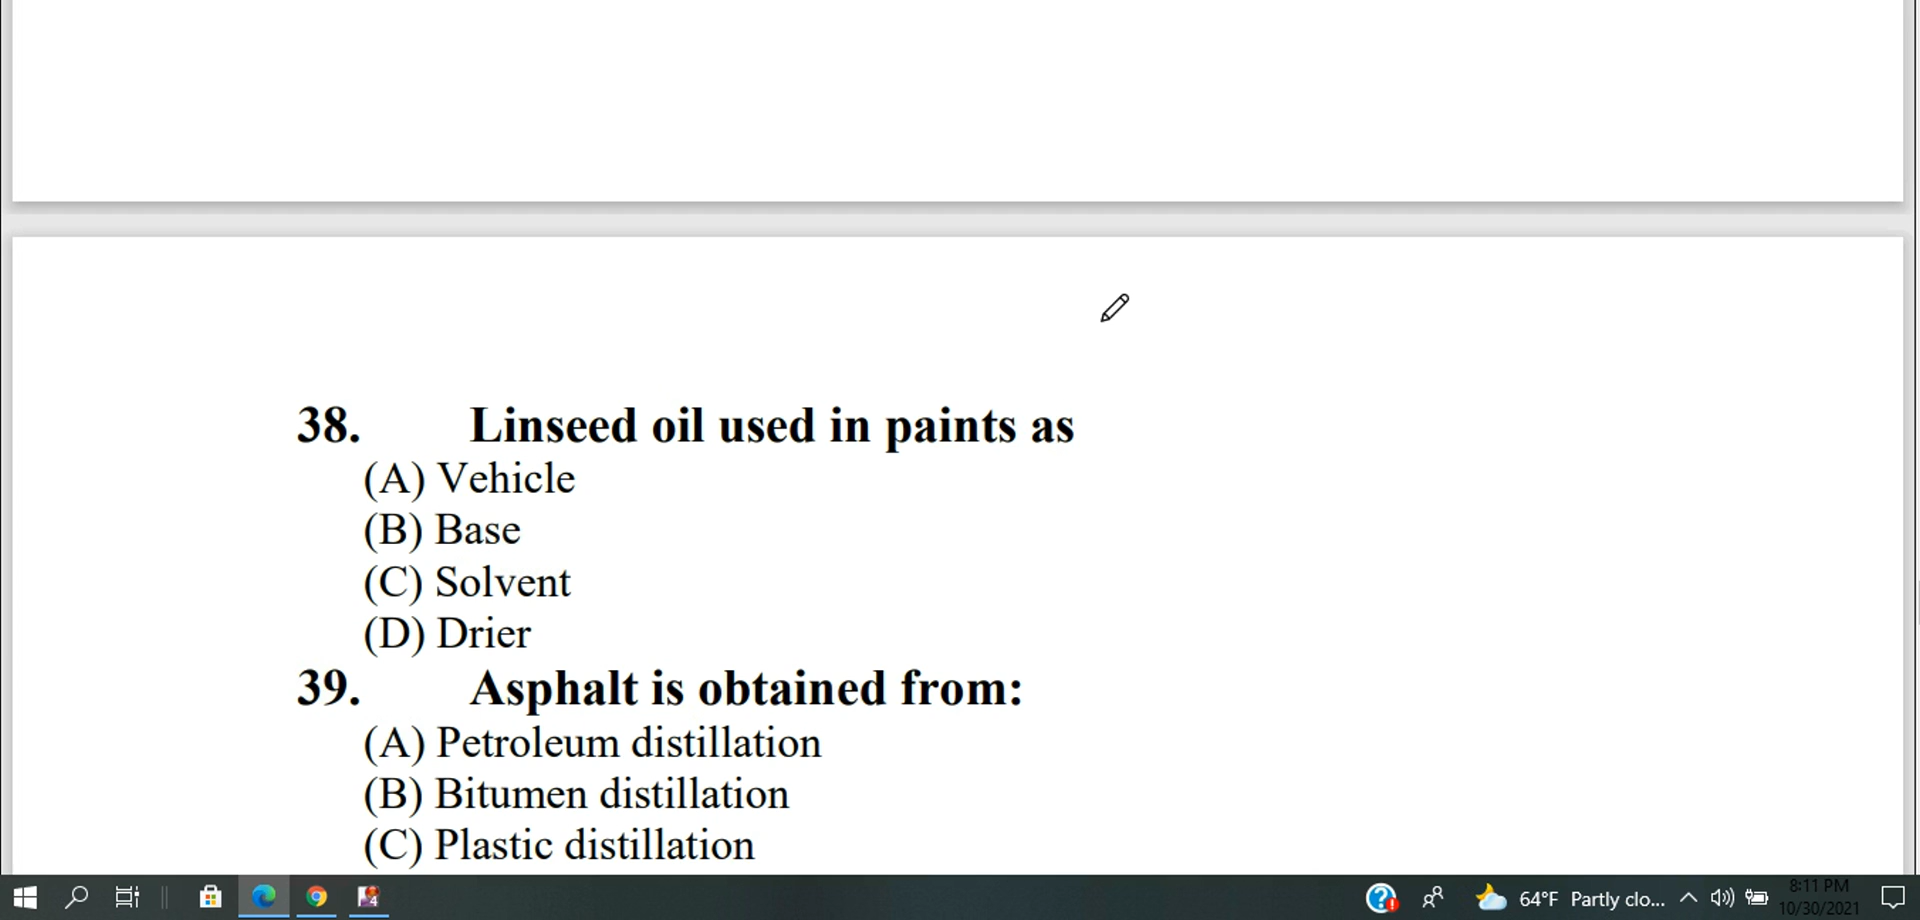 38. Linseed oil used in paints as
(A) Vehicle
(B) Base
(C) Solvent
(D) Drier
39. Asphalt is obtained from:
(A) Petroleum distillation
(B) Bitumen distillation
(C) Plastic distillation
4
64°F Partly clo...
8:11 PM
10/30/2021